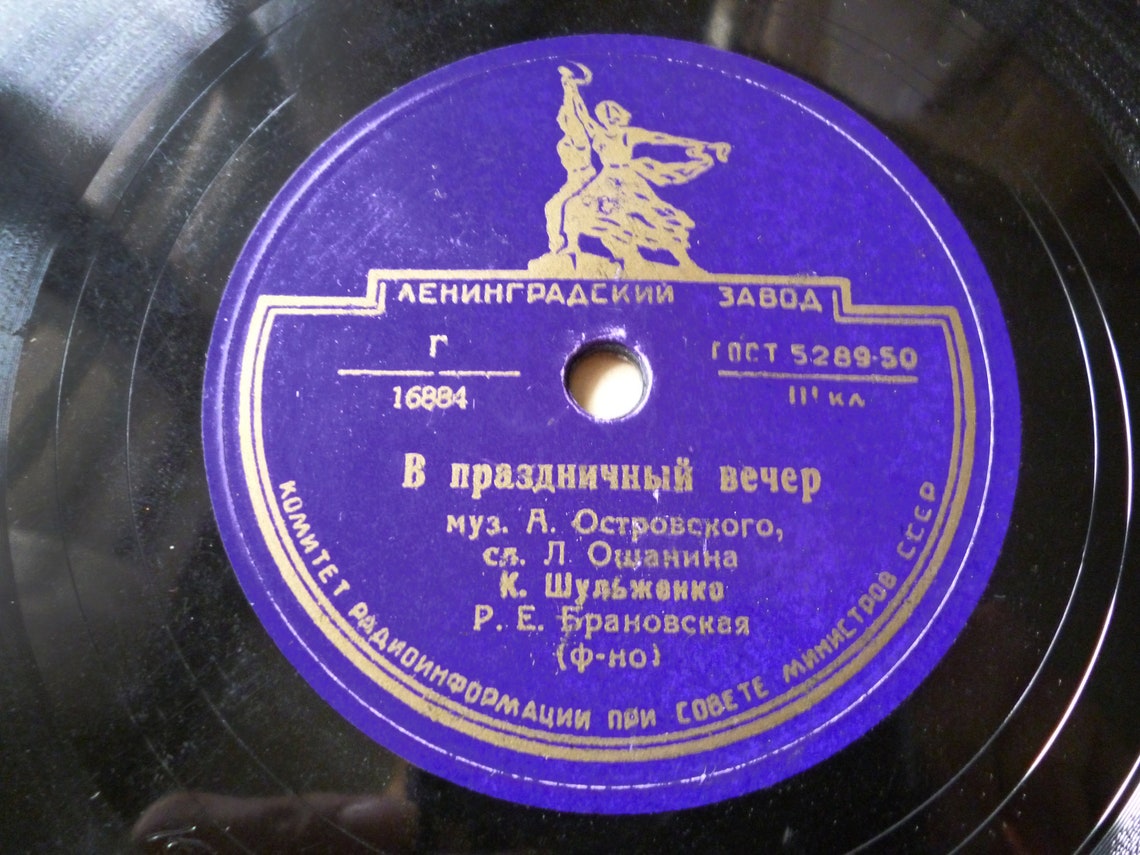 ЛЕНИНГРАДСКИЙ ЗАВОД
Г
16884
ГОСТ 5289-50
III кл
В праздничный вечер
муз. А. Островского,
сл. Л Ошанина
К. Шульженко
Р. Е. Брановская
(ф-но)
КОМИТЕТ РАДИОИНФОРМАЦИИ ПРИ СОВЕТЕ МИНИСТРОВ СССР